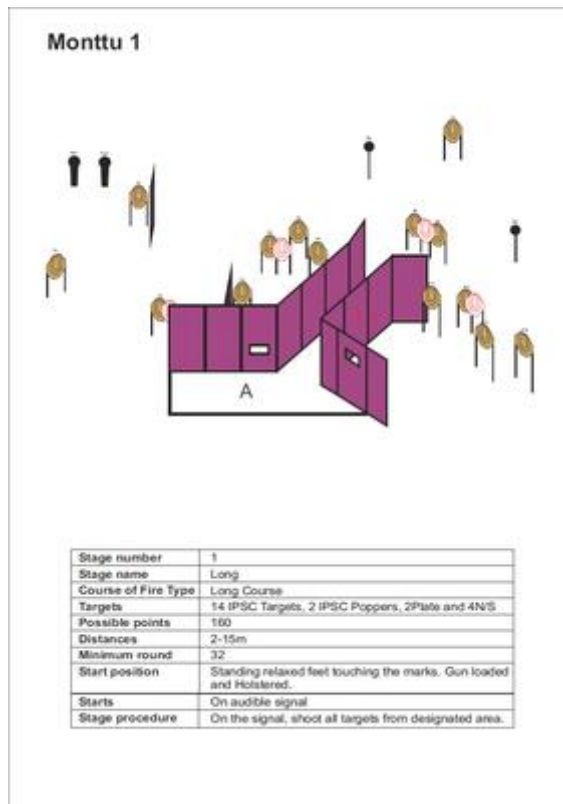 Monttu 1
A
Stage number 1
Stage name Long
Course of Fire Type Long Course
Targets 14 IPSC Targets, 2 IPSC Poppers, 2Plate and 4N/S
Possible points 160
Distances 2-15m
Minimum round 32
Start position Standing relaxed feet touching the marks. Gun loaded
and Holstered.
Starts On audible signal
Stage procedure On the signal, shoot all targets from designated area.